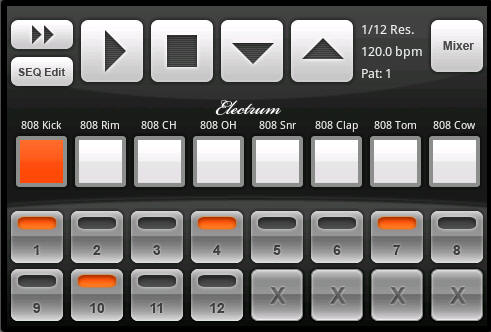 1/12 Res.
120.0 bpm
Pat: 1
Mixer
SEQ Edit
Electrum
808 Kick 808 Rim 808 CH 808 OH 808 Snr 808 Clap 808 Tom 808 Cow
1 2 3 4 5 6 7 8
9 10 11 12 X X X X